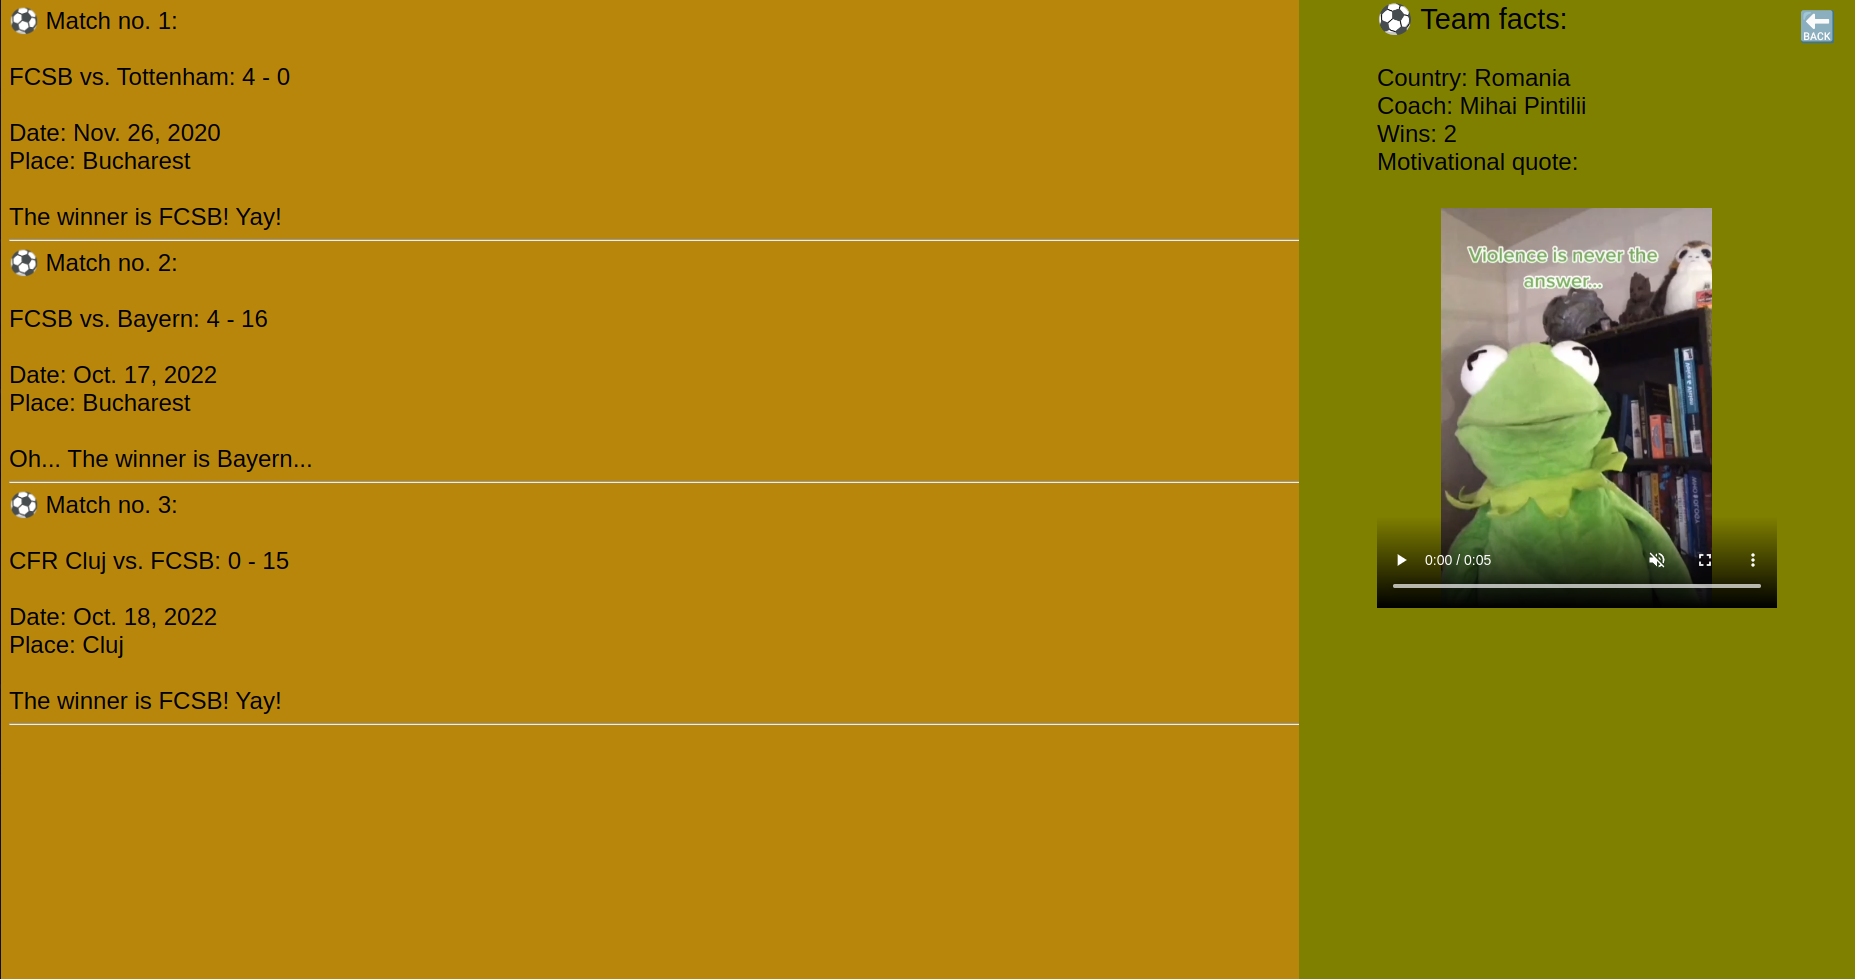 Match no. 1:
FCSB vs. Tottenham: 4 - 0
Date: Nov. 26, 2020
Place: Bucharest
The winner is FCSB! Yay!
Match no. 2:
FCSB vs. Bayern: 4 - 16
Date: Oct. 17, 2022
Place: Bucharest
Oh... The winner is Bayern...
Match no. 3:
CFR Cluj vs. FCSB: 0 - 15
Date: Oct. 18, 2022
Place: Cluj
The winner is FCSB! Yay!
Team facts:
BACK
Country: Romania
Coach: Mihai Pintilii
Wins: 2
Motivational quote:
Violence is never the
answer...
0:00 / 0:05